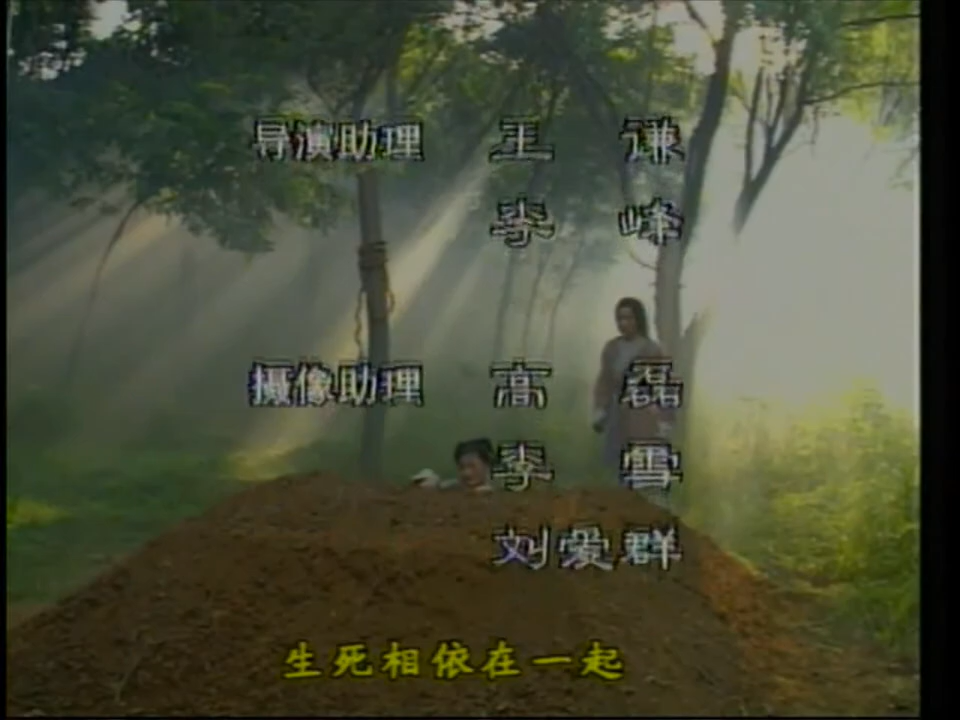 导演助理 王 谦
李 峰
摄像助理 高 磊
李 雪
刘爱群
生死相依在一起